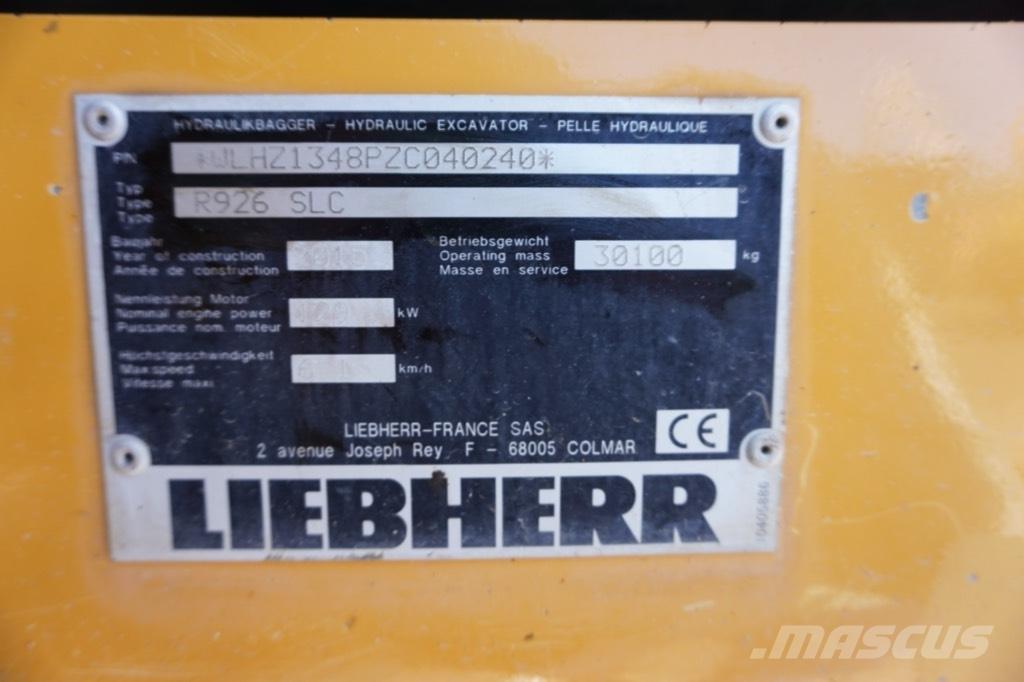 HYDRAULIKBAGGER - HYDRAULIC EXCAVATOR - PELLE HYDRAULIQUE
PIN *WLHZ1348PZC040240*
Typ
Type R926 SLC
Type
Baujahr
Year of construction
Année de construction
Betriebsgewicht
Operating mass 30100 kg
Masse en service
Nennleistung Motor
Nominal engine power kW
Puissance nom. moteur
Höchstgeschwindigkeit
Max.speed km/h
Vitesse maxi
LIEBHERR-FRANCE SAS
2 avenue Joseph Rey F - 68005 COLMAR
CE
LIEBHERR
10405886
MASCUS